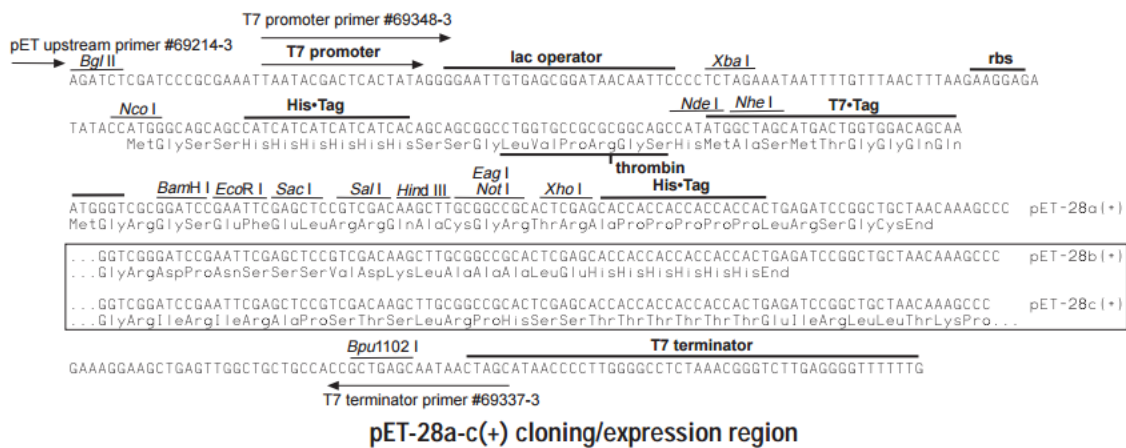 T7 promoter primer #69348-3
pET upstream primer #69214-3
Bgl II T7 promoter lac operator Xba I rbs
AGATCTCGATCCCGCGAAATTAATACGACTCACTATAGGGGAATTGTGAGCGGATAACAATTCCCCTCTAGAAATAATTTTGTTTAACTTTAAGAAGGAGA
Nco I His•Tag Nde I Nhe I T7•Tag
TATACCATGGGCAGCAGCCATCATCATCATCATCACAGCAGCGGCCTGGTGCCGCGCGGCAGCCATATGGCTAGCATGACTGGTGGACAGCAA
MetGlySerSerHisHisHisHisHisHisSerSerGlyLeuValProArgGlySerHisMetAlaSerMetThrGlyGlyGlnGln
thrombin
Eag I
BamH I EcoR I Sac I Sal I Hind III Not I Xho I His•Tag
ATGGGTCGCGGATCCGAATTCGAGCTCCGTCGACAAGCTTGCGGCCGCACTCGAGCACCACCACCACCACCACTGAGATCCGGCTGCTAACAAAGCCC pET-28a(+)
MetGlyArgGlySerGluPheGluLeuArgArgGlnAlaCysGlyArgThrArgAlaProProProProProProLeuArgSerGlyCysEnd
...GGTCGGGATCCGAATTCGAGCTCCGTCGACAAGCTTGCGGCCGCACTCGAGCACCACCACCACCACCACTGAGATCCGGCTGCTAACAAAGCCC pET-28b(+)
...GlyArgAspProAsnSerSerSerValAspLysLeuAlaAlaAlaLeuGluHisHisHisHisHisHisEnd
...GGTCGGATCCGAATTCGAGCTCCGTCGACAAGCTTGCGGCCGCACTCGAGCACCACCACCACCACCACTGAGATCCGGCTGCTAACAAAGCCC pET-28c(+)
...GlyArgIleArgIleArgAlaProSerThrSerLeuArgProHisSerSerThrThrThrThrThrThrGluIleArgLeuLeuThrLysPro...
Bpu1102 I T7 terminator
GAAAGGAAGCTGAGTTGGCTGCTGCCACCGCTGAGCAATAACTAGCATAACCCCTTGGGGCCTCTAAACGGGTCTTGAGGGGTTTTTTG
T7 terminator primer #69337-3
pET-28a-c(+) cloning/expression region